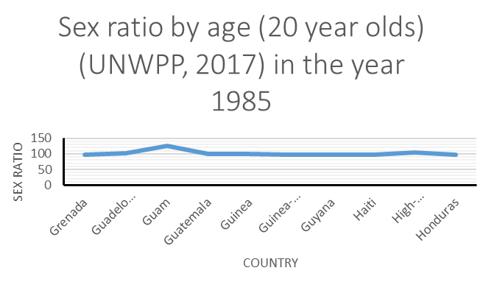 Sex ratio by age (20 year olds)
(UNWPP, 2017) in the year
1985
SEX RATIO
150
100
50
0
Grenada
Guadelo...
Guam
Guatemala
Guinea
Guinea-...
Guyana
Haiti
High-...
Honduras
COUNTRY